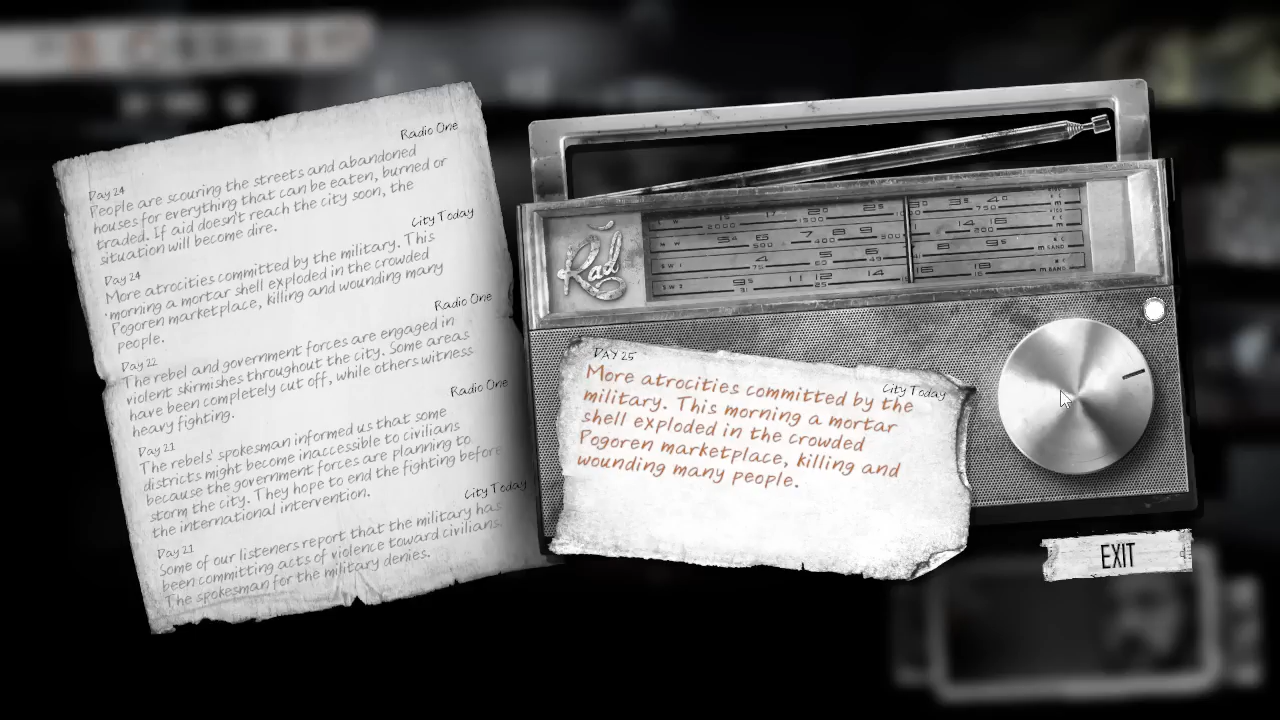 Radio One
Day 24
People are scouring the streets and abandoned
houses for everything that can be eaten, burned or
traded. If aid doesn't reach the city soon, the
situation will become dire.
City Today
Day 24
More atrocities committed by the military. This
morning a mortar shell exploded in the crowded
Pogoren marketplace, killing and wounding many
people.
Radio One
Day 22
The rebel and government forces are engaged in
violent skirmishes throughout the city. Some areas
have been completely cut off, while others witness
heavy fighting.
Radio One
Day 21
The rebels' spokesman informed us that some
districts might become inaccessible to civilians
because the government forces are planning to
storm the city. They hope to end the fighting before
the international intervention.
City Today
Day 21
Some of our listeners report that the military has
been committing acts of violence toward civilians.
The spokesman for the military denies.
Rad
DAY 25
City Today
More atrocities committed by the
military. This morning a mortar
shell exploded in the crowded
Pogoren marketplace, killing and
wounding many people.
EXIT